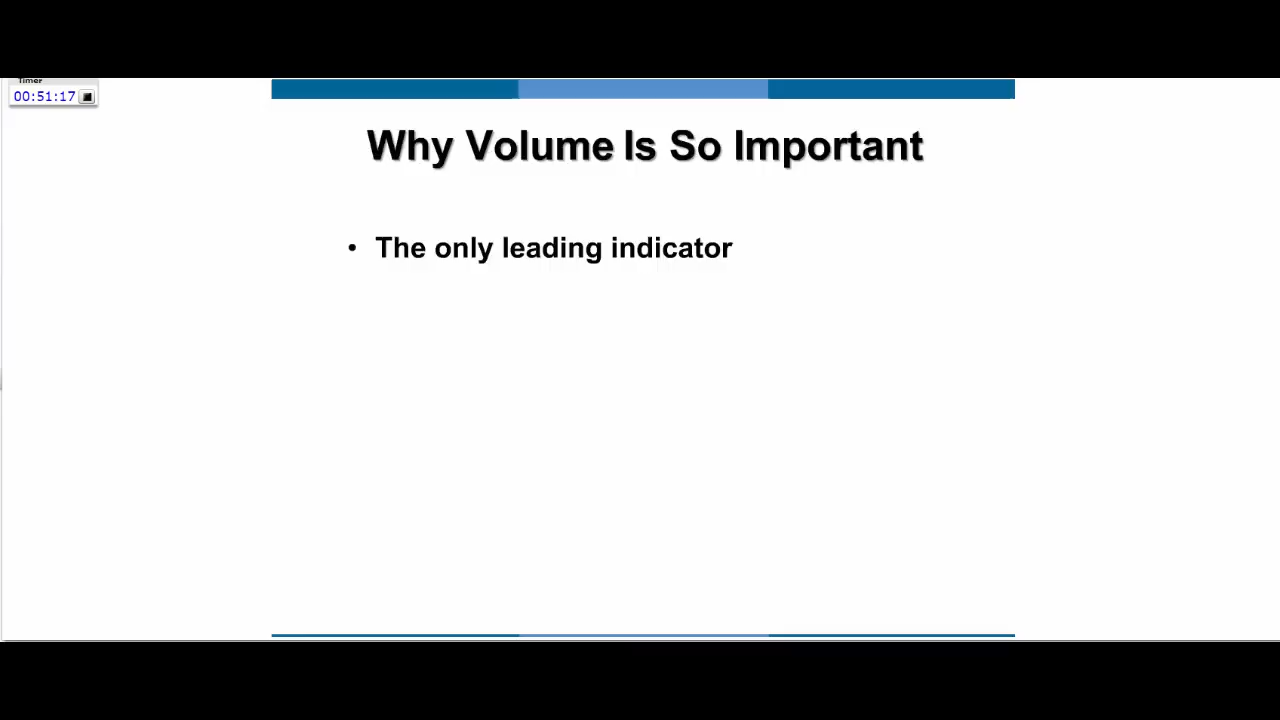 Timer
00:51:17
Why Volume Is So Important
• The only leading indicator